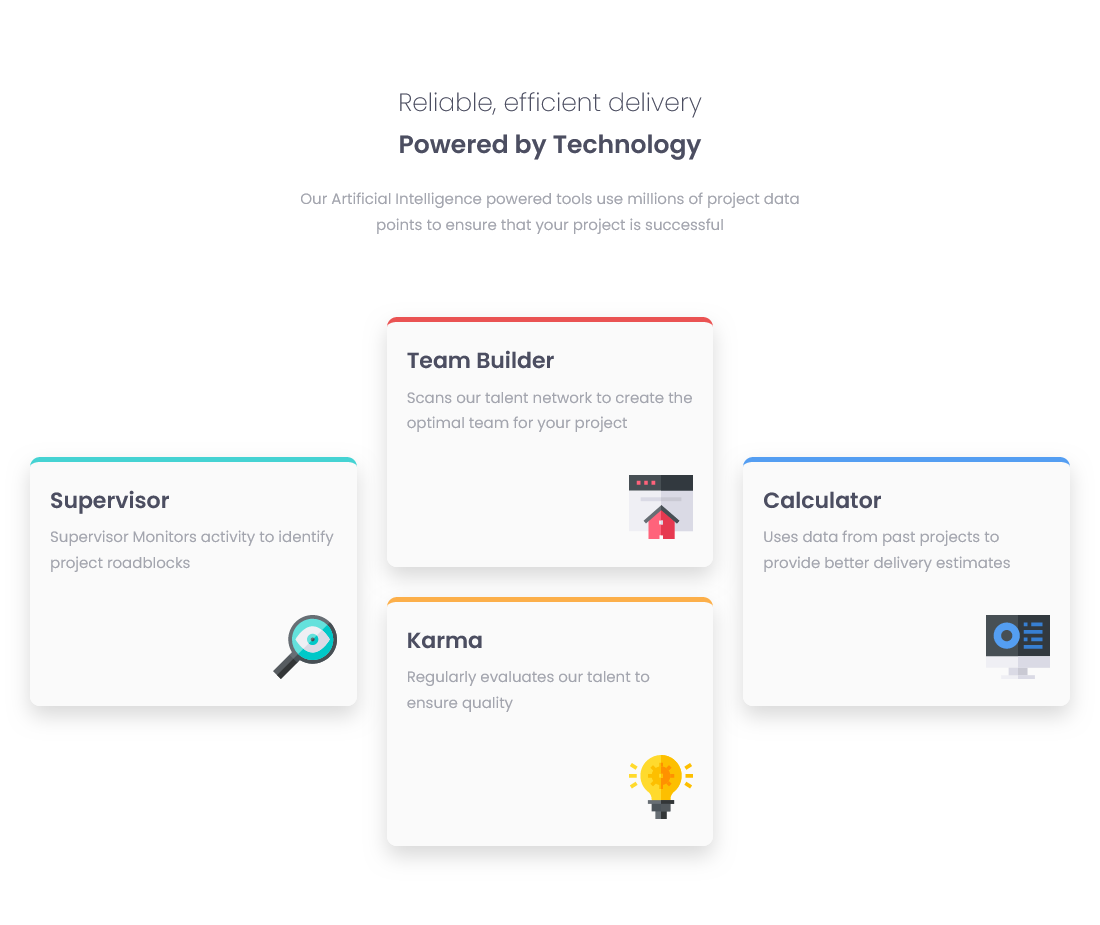 Reliable, efficient delivery
Powered by Technology
Our Artificial Intelligence powered tools use millions of project data
points to ensure that your project is successful
Team Builder
Scans our talent network to create the
optimal team for your project
Supervisor
Supervisor Monitors activity to identify
project roadblocks
Calculator
Uses data from past projects to
provide better delivery estimates
Karma
Regularly evaluates our talent to
ensure quality